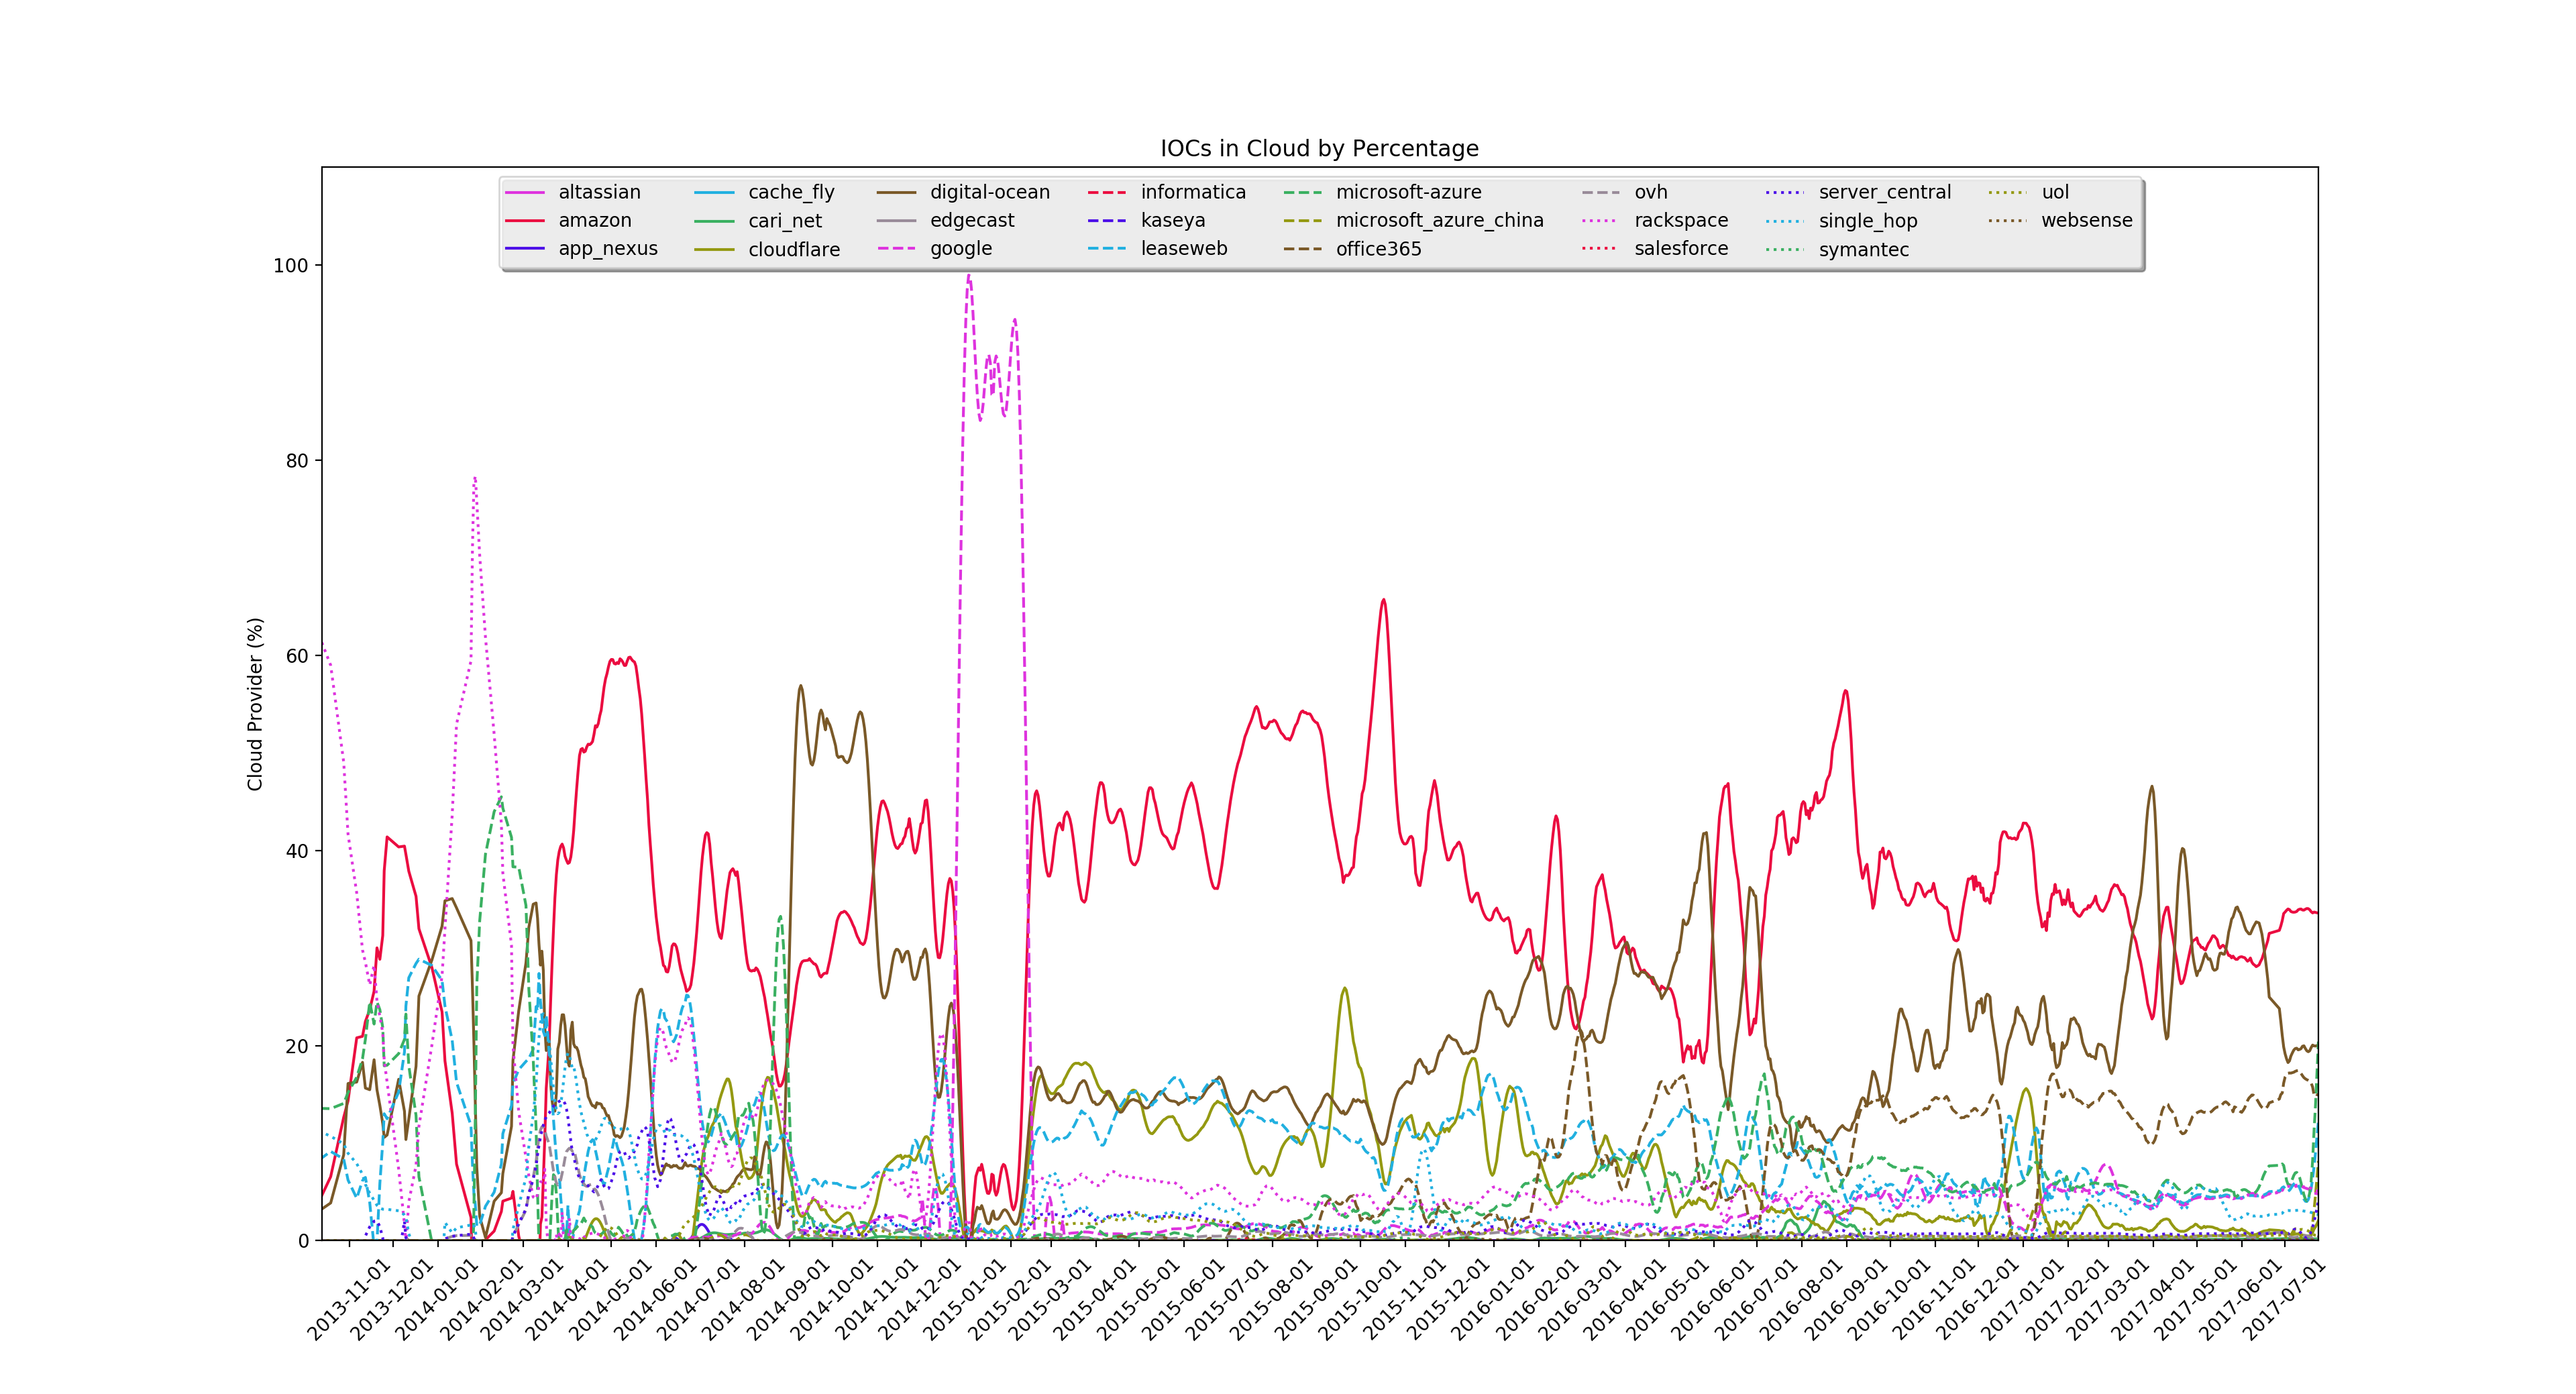 IOCs in Cloud by Percentage
altassian cache_fly digital-ocean informatica microsoft-azure ovh server_central uol
amazon cari_net edgecast kaseya microsoft_azure_china rackspace single_hop websense
app_nexus cloudflare google leaseweb office365 salesforce symantec
100
80
60
40
20
0
Cloud Provider (%)
2013-11-01 2013-12-01 2014-01-01 2014-02-01 2014-03-01 2014-04-01 2014-05-01 2014-06-01 2014-07-01 2014-08-01 2014-09-01 2014-10-01 2014-11-01 2014-12-01 2015-01-01 2015-02-01 2015-03-01 2015-04-01 2015-05-01 2015-06-01 2015-07-01 2015-08-01 2015-09-01 2015-10-01 2015-11-01 2015-12-01 2016-01-01 2016-02-01 2016-03-01 2016-04-01 2016-05-01 2016-06-01 2016-07-01 2016-08-01 2016-09-01 2016-10-01 2016-11-01 2016-12-01 2017-01-01 2017-02-01 2017-03-01 2017-04-01 2017-05-01 2017-06-01 2017-07-01